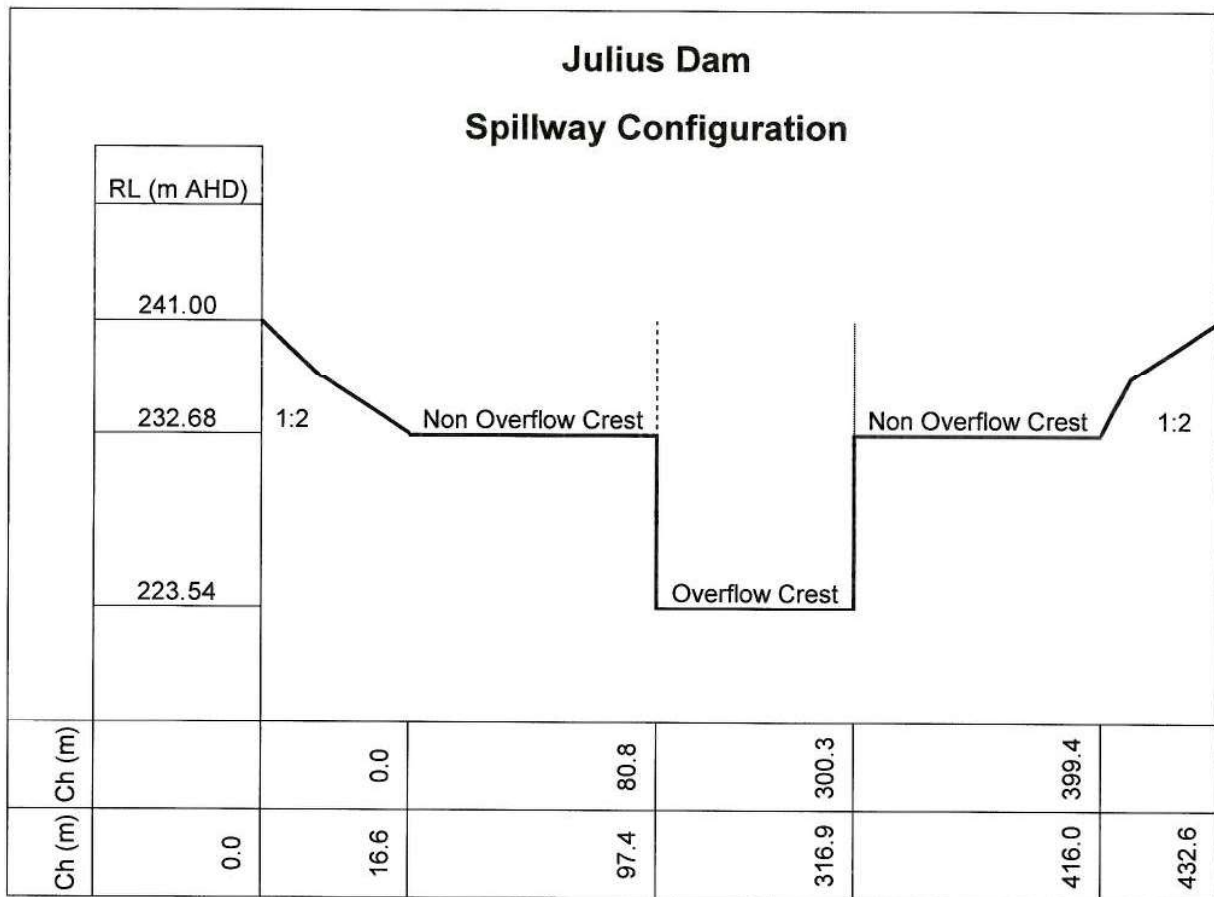 Julius Dam
Spillway Configuration
RL (m AHD)
241.00
232.68
1:2
Non Overflow Crest
Non Overflow Crest
1:2
223.54
Overflow Crest
Ch (m)
0.0
80.8
300.3
399.4
Ch (m)
0.0
16.6
97.4
316.9
416.0
432.6